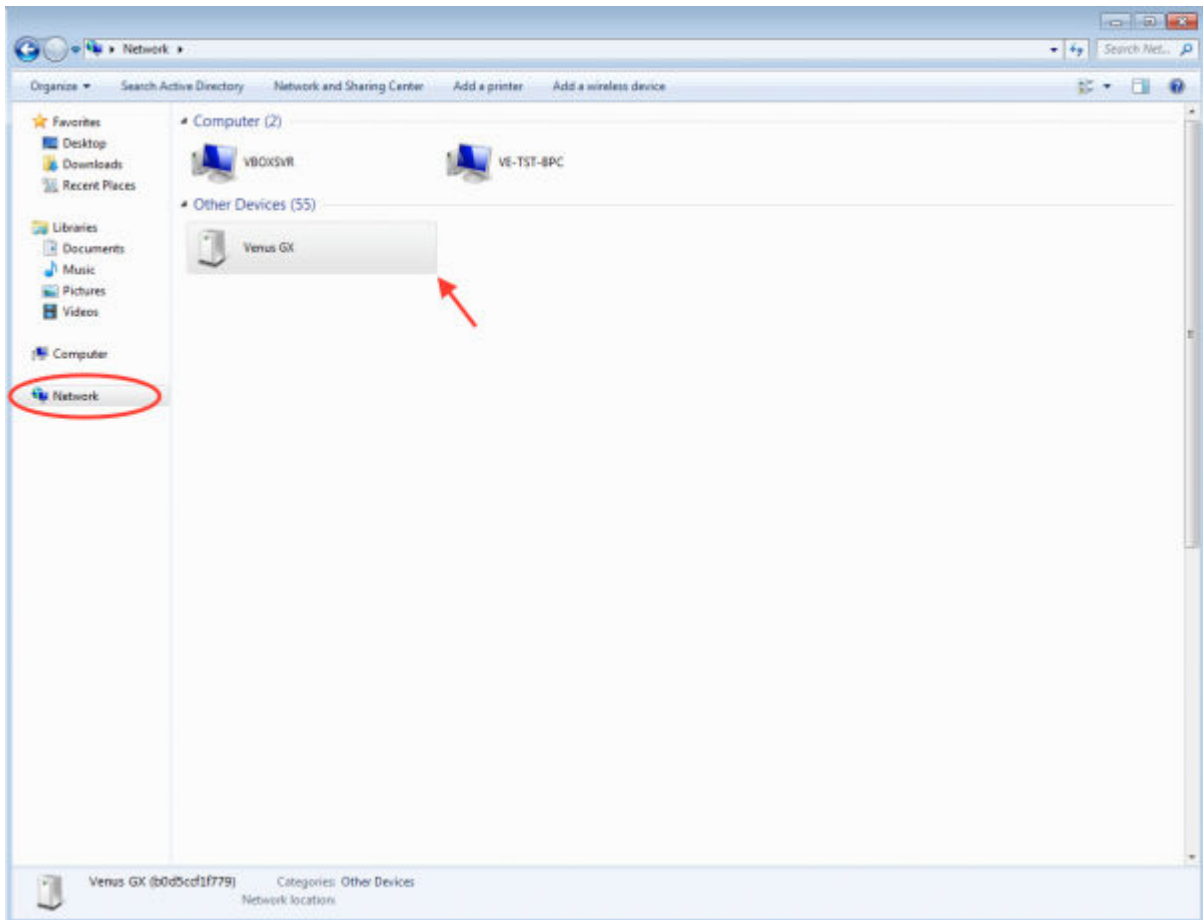 Network
Search Net...
Organize Search Active Directory Network and Sharing Center Add a printer Add a wireless device
Favorites
Desktop
Downloads
Recent Places
Libraries
Documents
Music
Pictures
Videos
Computer
Network
Computer (2)
VBOXSVR VE-TST-8PC
Other Devices (55)
Venus GX
Venus GX (b0d5ccf1f779) Categories: Other Devices
Network location: